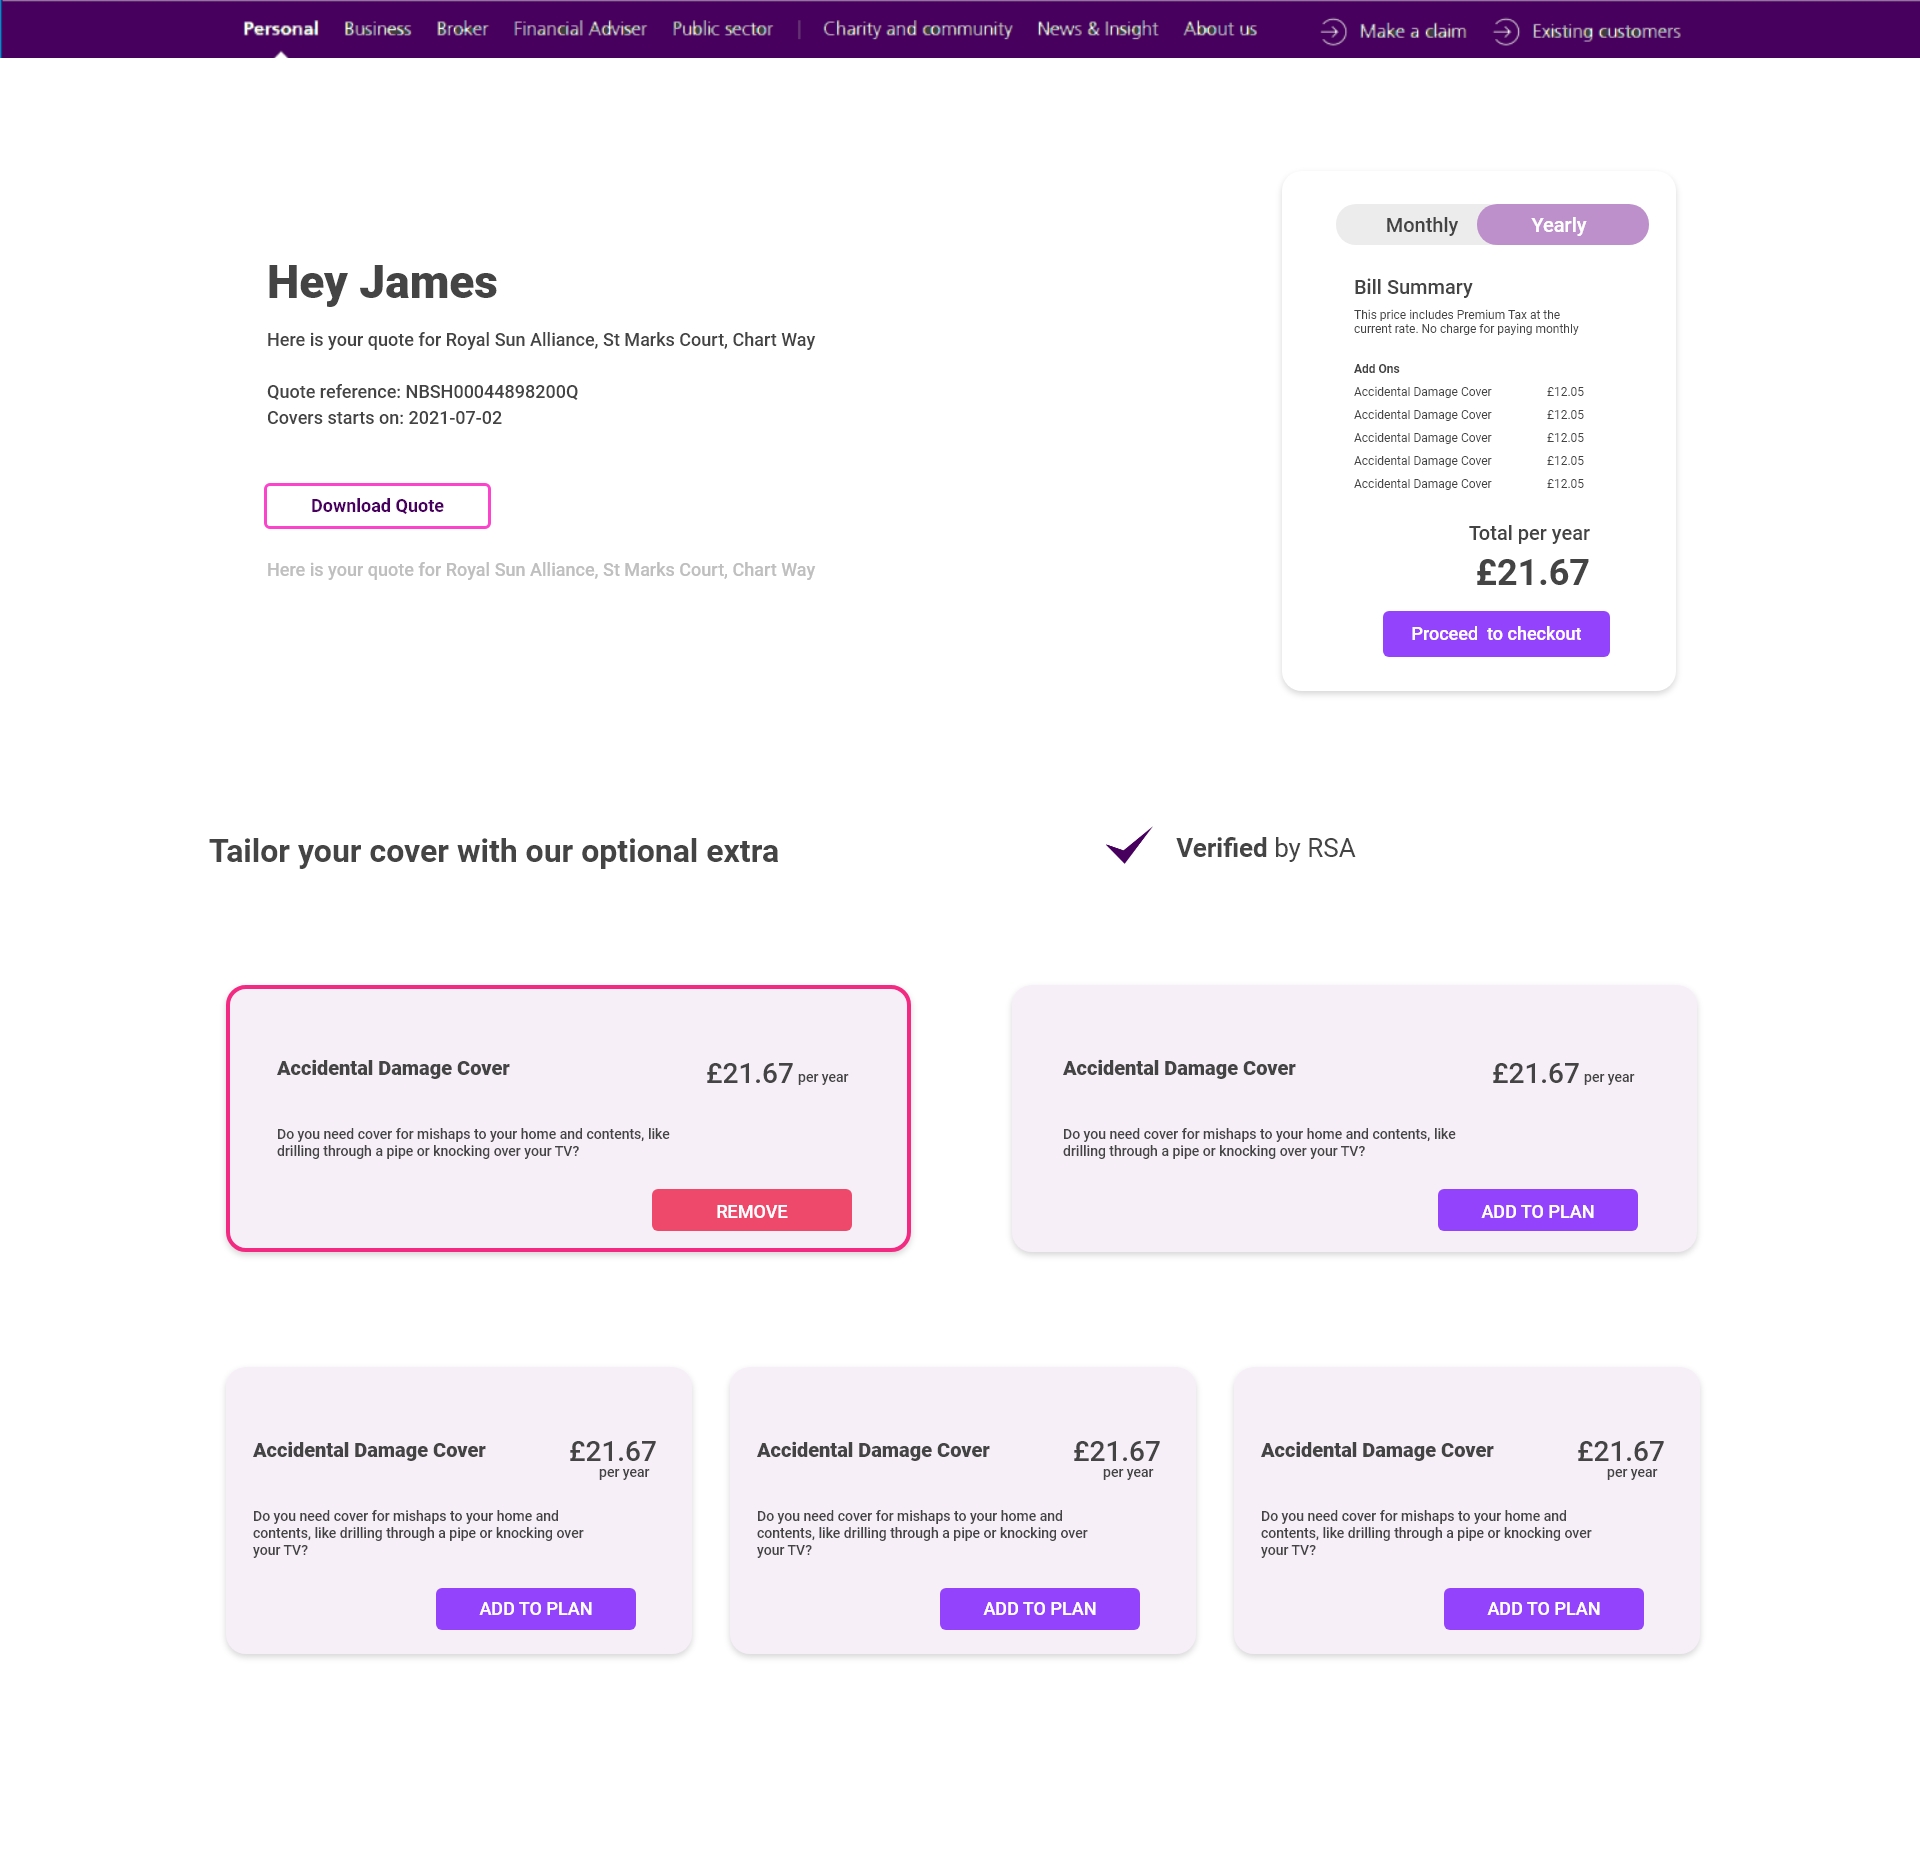 Personal Business Broker Financial Adviser Public sector | Charity and community News & Insight About us Make a claim Existing customers
Hey James
Here is your quote for Royal Sun Alliance, St Marks Court, Chart Way
Quote reference: NBSH00044898200Q
Covers starts on: 2021-07-02
Download Quote
Here is your quote for Royal Sun Alliance, St Marks Court, Chart Way
Monthly Yearly
Bill Summary
This price includes Premium Tax at the
current rate. No charge for paying monthly
Add Ons
Accidental Damage Cover £12.05
Accidental Damage Cover £12.05
Accidental Damage Cover £12.05
Accidental Damage Cover £12.05
Accidental Damage Cover £12.05
Total per year
£21.67
Proceed to checkout
Tailor your cover with our optional extra
Verified by RSA
Accidental Damage Cover £21.67 per year
Do you need cover for mishaps to your home and contents, like
drilling through a pipe or knocking over your TV?
REMOVE
Accidental Damage Cover £21.67 per year
Do you need cover for mishaps to your home and contents, like
drilling through a pipe or knocking over your TV?
ADD TO PLAN
Accidental Damage Cover £21.67
per year
Do you need cover for mishaps to your home and
contents, like drilling through a pipe or knocking over
your TV?
ADD TO PLAN
Accidental Damage Cover £21.67
per year
Do you need cover for mishaps to your home and
contents, like drilling through a pipe or knocking over
your TV?
ADD TO PLAN
Accidental Damage Cover £21.67
per year
Do you need cover for mishaps to your home and
contents, like drilling through a pipe or knocking over
your TV?
ADD TO PLAN